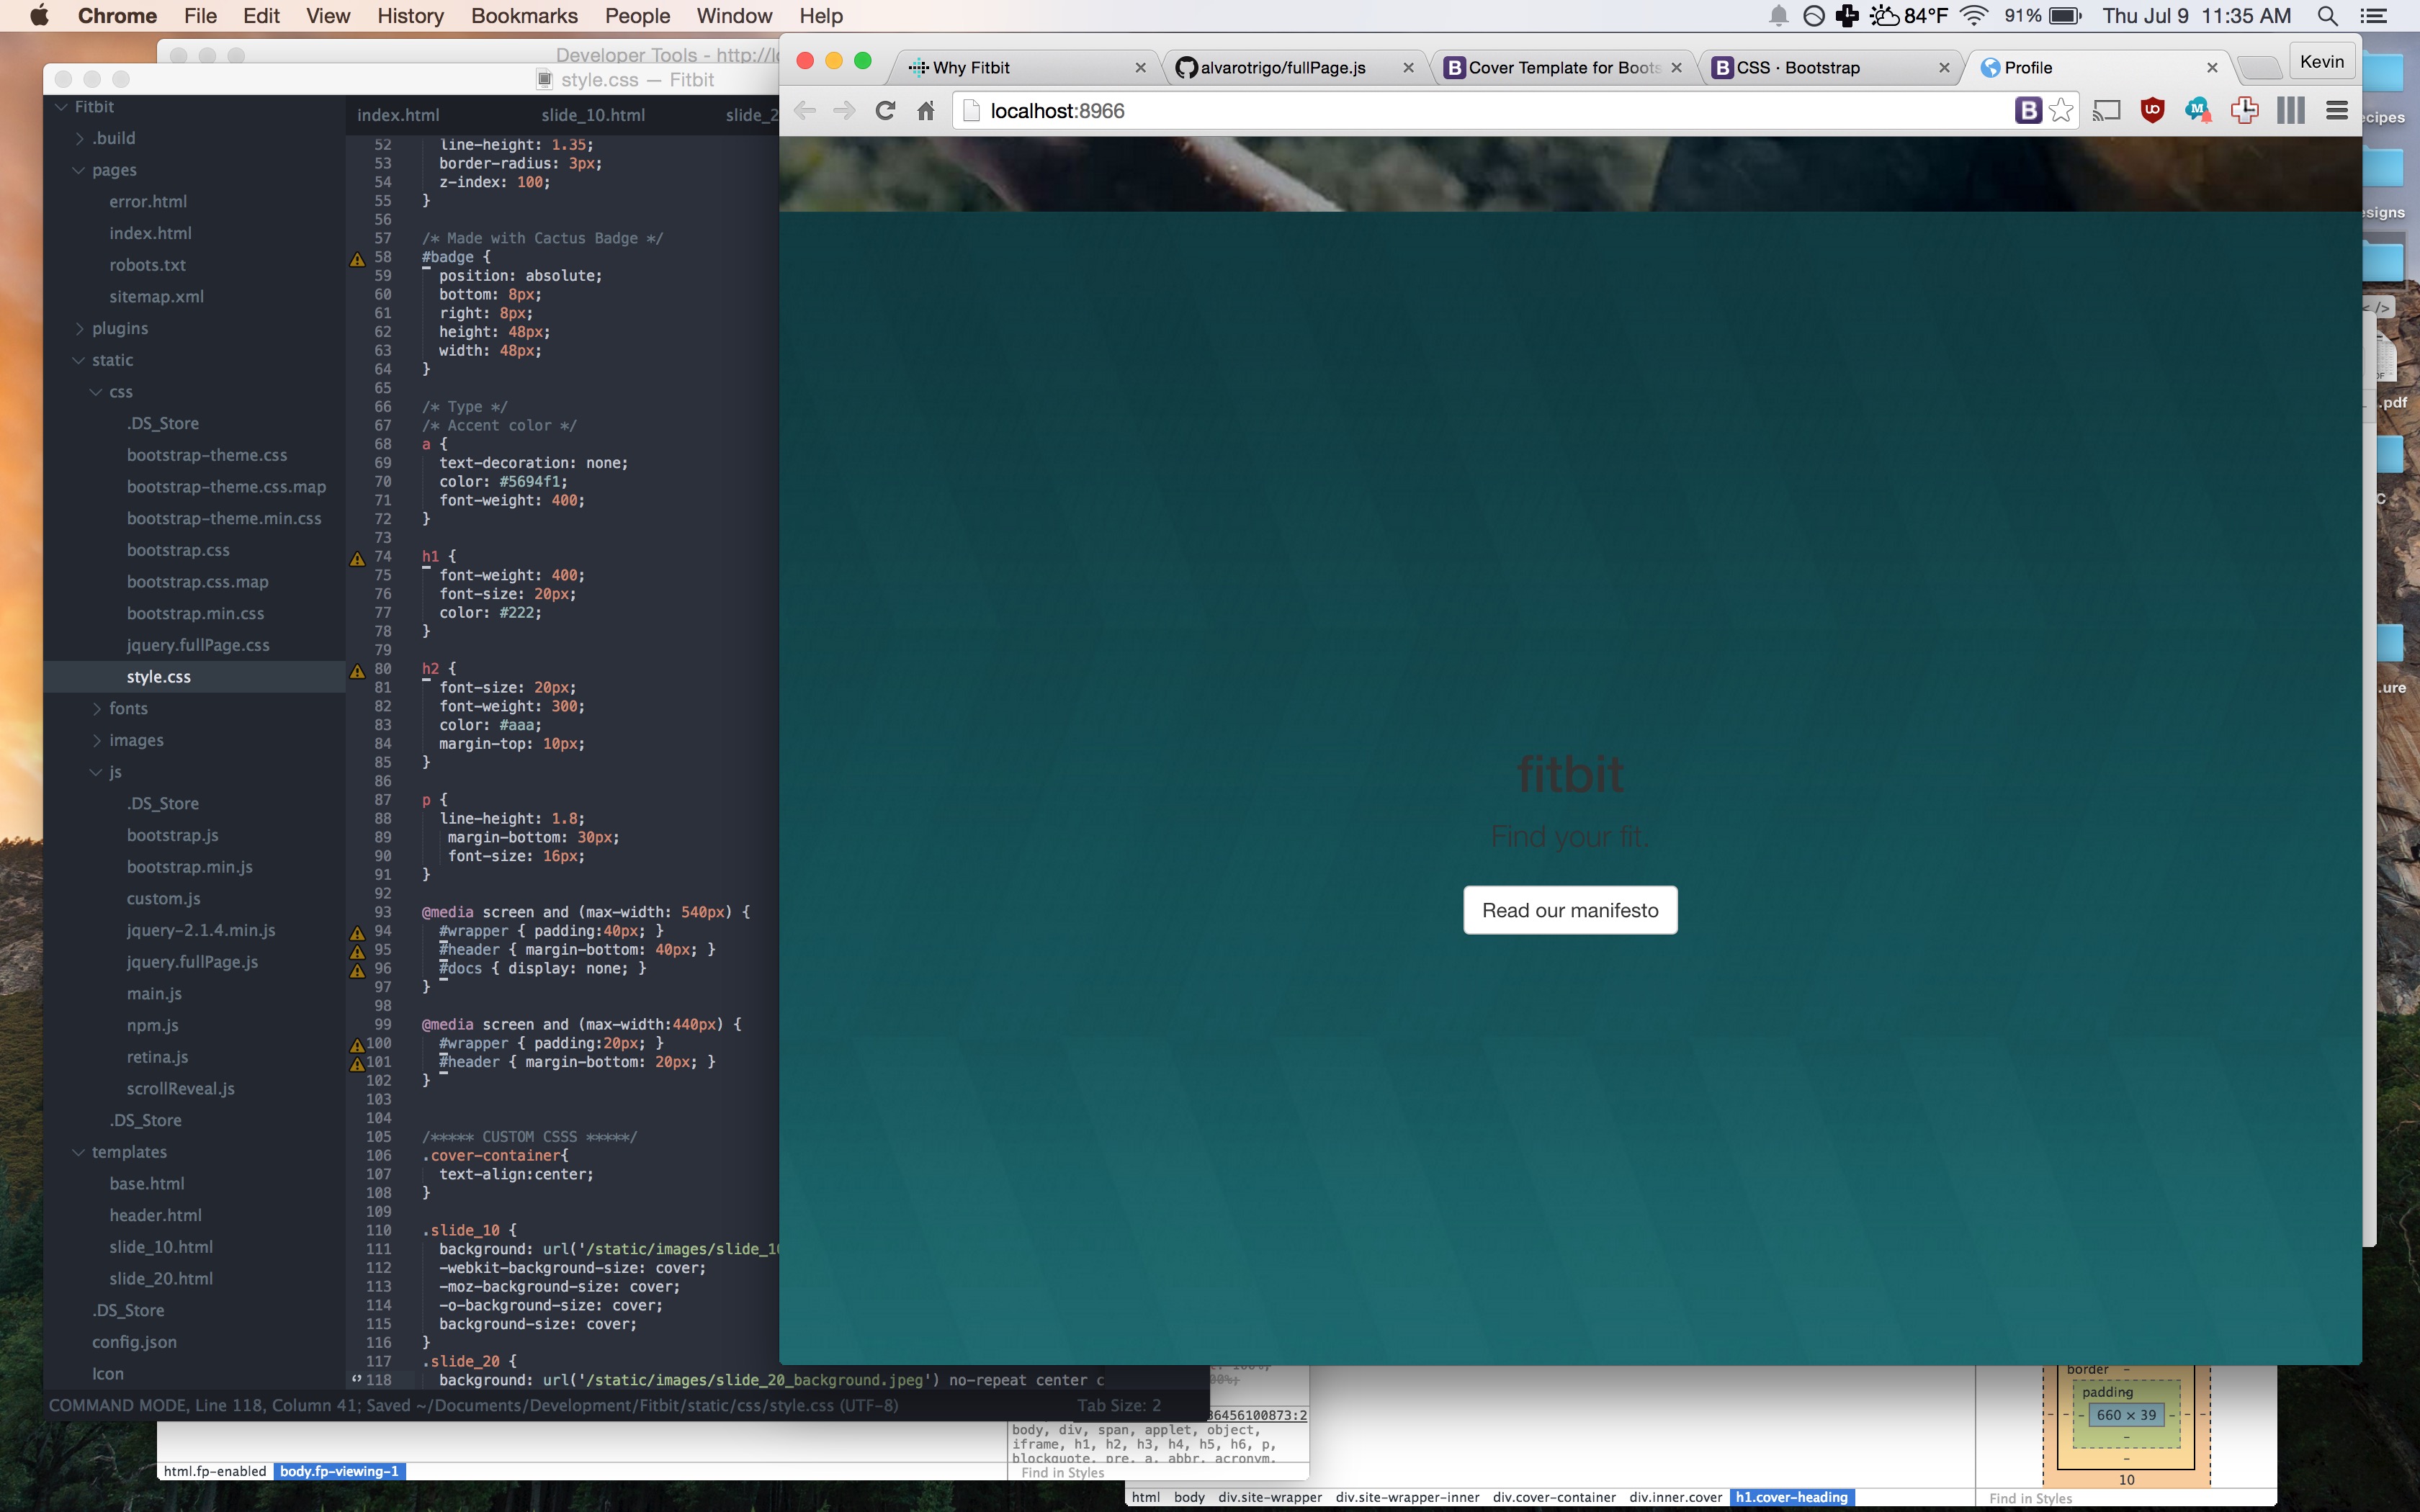 Chrome File Edit View History Bookmarks People Window Help
84°F 91% Thu Jul 9 11:35 AM
Developer Tools - http://l
style.css — Fitbit
Fitbit
.build
pages
error.html
index.html
robots.txt
sitemap.xml
plugins
static
css
.DS_Store
bootstrap-theme.css
bootstrap-theme.css.map
bootstrap-theme.min.css
bootstrap.css
bootstrap.css.map
bootstrap.min.css
jquery.fullPage.css
style.css
fonts
images
js
.DS_Store
bootstrap.js
bootstrap.min.js
custom.js
jquery-2.1.4.min.js
jquery.fullPage.js
main.js
npm.js
retina.js
scrollReveal.js
.DS_Store
templates
base.html
header.html
slide_10.html
slide_20.html
.DS_Store
config.json
Icon
index.html slide_10.html slide_2
52 line-height: 1.35;
53 border-radius: 3px;
54 z-index: 100;
55 }
56
57 /* Made with Cactus Badge */
58 #badge {
59 position: absolute;
60 bottom: 8px;
61 right: 8px;
62 height: 48px;
63 width: 48px;
64 }
65
66 /* Type */
67 /* Accent color */
68 a {
69 text-decoration: none;
70 color: #5694f1;
71 font-weight: 400;
72 }
73
74 h1 {
75 font-weight: 400;
76 font-size: 20px;
77 color: #222;
78 }
79
80 h2 {
81 font-size: 20px;
82 font-weight: 300;
83 color: #aaa;
84 margin-top: 10px;
85 }
86
87 p {
88 line-height: 1.8;
89 margin-bottom: 30px;
90 font-size: 16px;
91 }
92
93 @media screen and (max-width: 540px) {
94 #wrapper { padding:40px; }
95 #header { margin-bottom: 40px; }
96 #docs { display: none; }
97 }
98
99 @media screen and (max-width:440px) {
100 #wrapper { padding:20px; }
101 #header { margin-bottom: 20px; }
102 }
103
104
105 /***** CUSTOM CSSS *****/
106 .cover-container{
107 text-align:center;
108 }
109
110 .slide_10 {
111 background: url('/static/images/slide_10
112 -webkit-background-size: cover;
113 -moz-background-size: cover;
114 -o-background-size: cover;
115 background-size: cover;
116 }
117 .slide_20 {
118 background: url('/static/images/slide_20_background.jpeg') no-repeat center c
COMMAND MODE, Line 118, Column 41; Saved ~/Documents/Development/Fitbit/static/css/style.css (UTF-8) Tab Size: 2
Why Fitbit
alvarotrigo/fullPage.js
Cover Template for Boots
CSS · Bootstrap
Profile
Kevin
localhost:8966
fitbit
Find your fit.
Read our manifesto
ecipes
esigns
</>
.pdf
C
.ure
36456100873:2
body, div, span, applet, object,
iframe, h1, h2, h3, h4, h5, h6, p,
blockquote, pre, a, abbr, acronym,
Find in Styles
html.fp-enabled body.fp-viewing-1
html body div.site-wrapper div.site-wrapper-inner div.cover-container div.inner.cover h1.cover-heading
border –
padding
660 × 39
–
–
10
Find in Styles